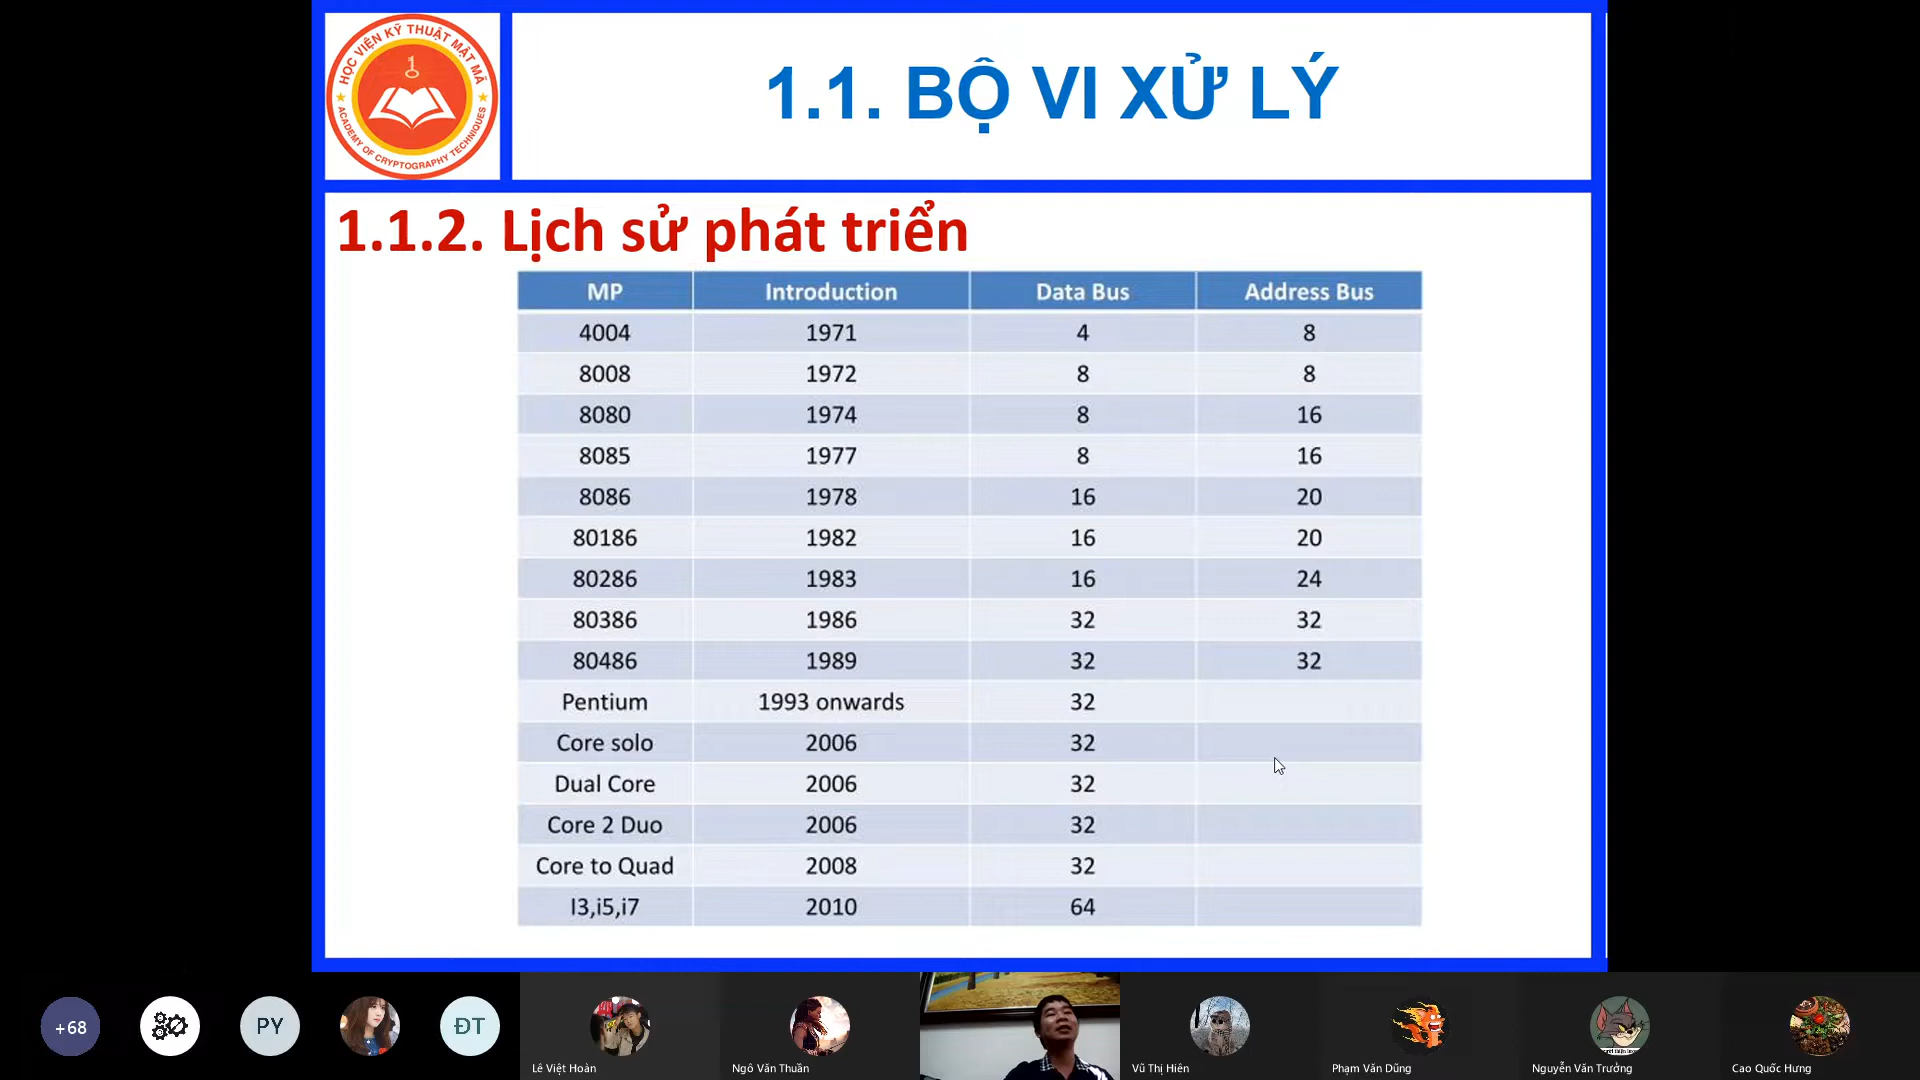 HỌC VIỆN KỸ THUẬT MẬT MÃ
ACADEMY OF CRYPTOGRAPHY TECHNIQUES
1.1. BỘ VI XỬ LÝ
1.1.2. Lịch sử phát triển
MP Introduction Data Bus Address Bus
4004 1971 4 8
8008 1972 8 8
8080 1974 8 16
8085 1977 8 16
8086 1978 16 20
80186 1982 16 20
80286 1983 16 24
80386 1986 32 32
80486 1989 32 32
Pentium 1993 onwards 32
Core solo 2006 32
Dual Core 2006 32
Core 2 Duo 2006 32
Core to Quad 2008 32
I3,i5,i7 2010 64
+68 PY ĐT
Lê Việt Hoàn Ngô Văn Thuần Vũ Thị Hiên Phạm Văn Dũng Nguyễn Văn Trưởng Cao Quốc Hưng